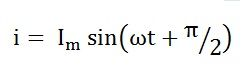 i = I_m sin(ωt + π/2)